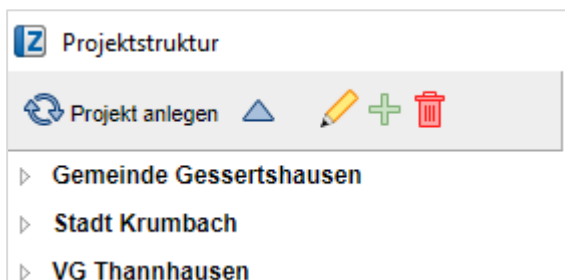 Z Projektstruktur
Projekt anlegen
Gemeinde Gessertshausen
Stadt Krumbach
VG Thannhausen